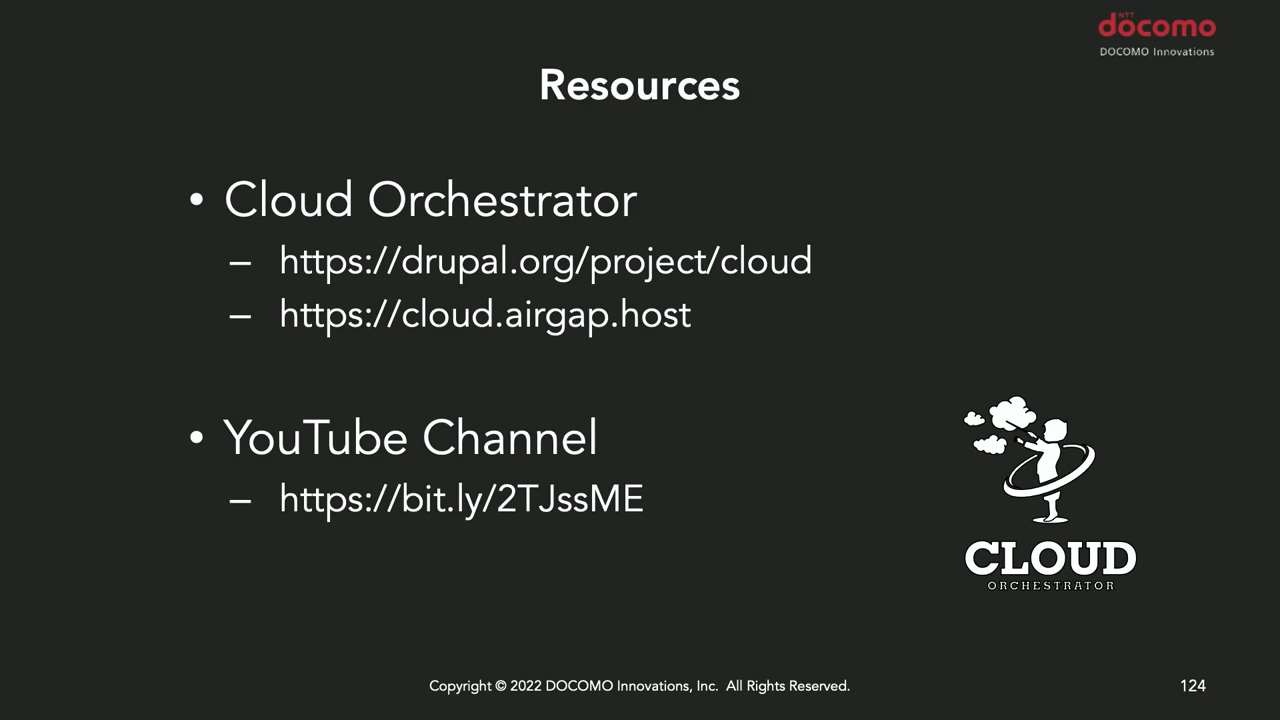 NTT
döcomo
DOCOMO Innovations
Resources
• Cloud Orchestrator
– https://drupal.org/project/cloud
– https://cloud.airgap.host
• YouTube Channel
– https://bit.ly/2TJssME
CLOUD
ORCHESTRATOR
Copyright © 2022 DOCOMO Innovations, Inc. All Rights Reserved.
124